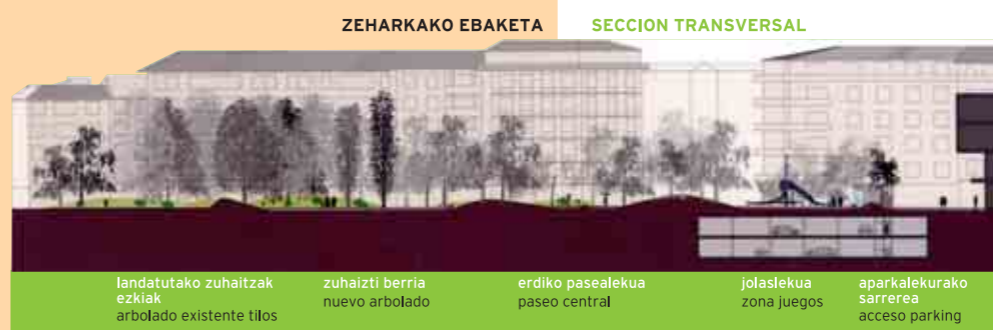 ZEHARKAKO EBAKETA
SECCION TRANSVERSAL
landatutako zuhaitzak
ezkiak
arbolado existente tilos
zuhaizti berria
nuevo arbolado
erdiko pasealekua
paseo central
jolaslekua
zona juegos
aparkalekurako
sarrerea
acceso parking